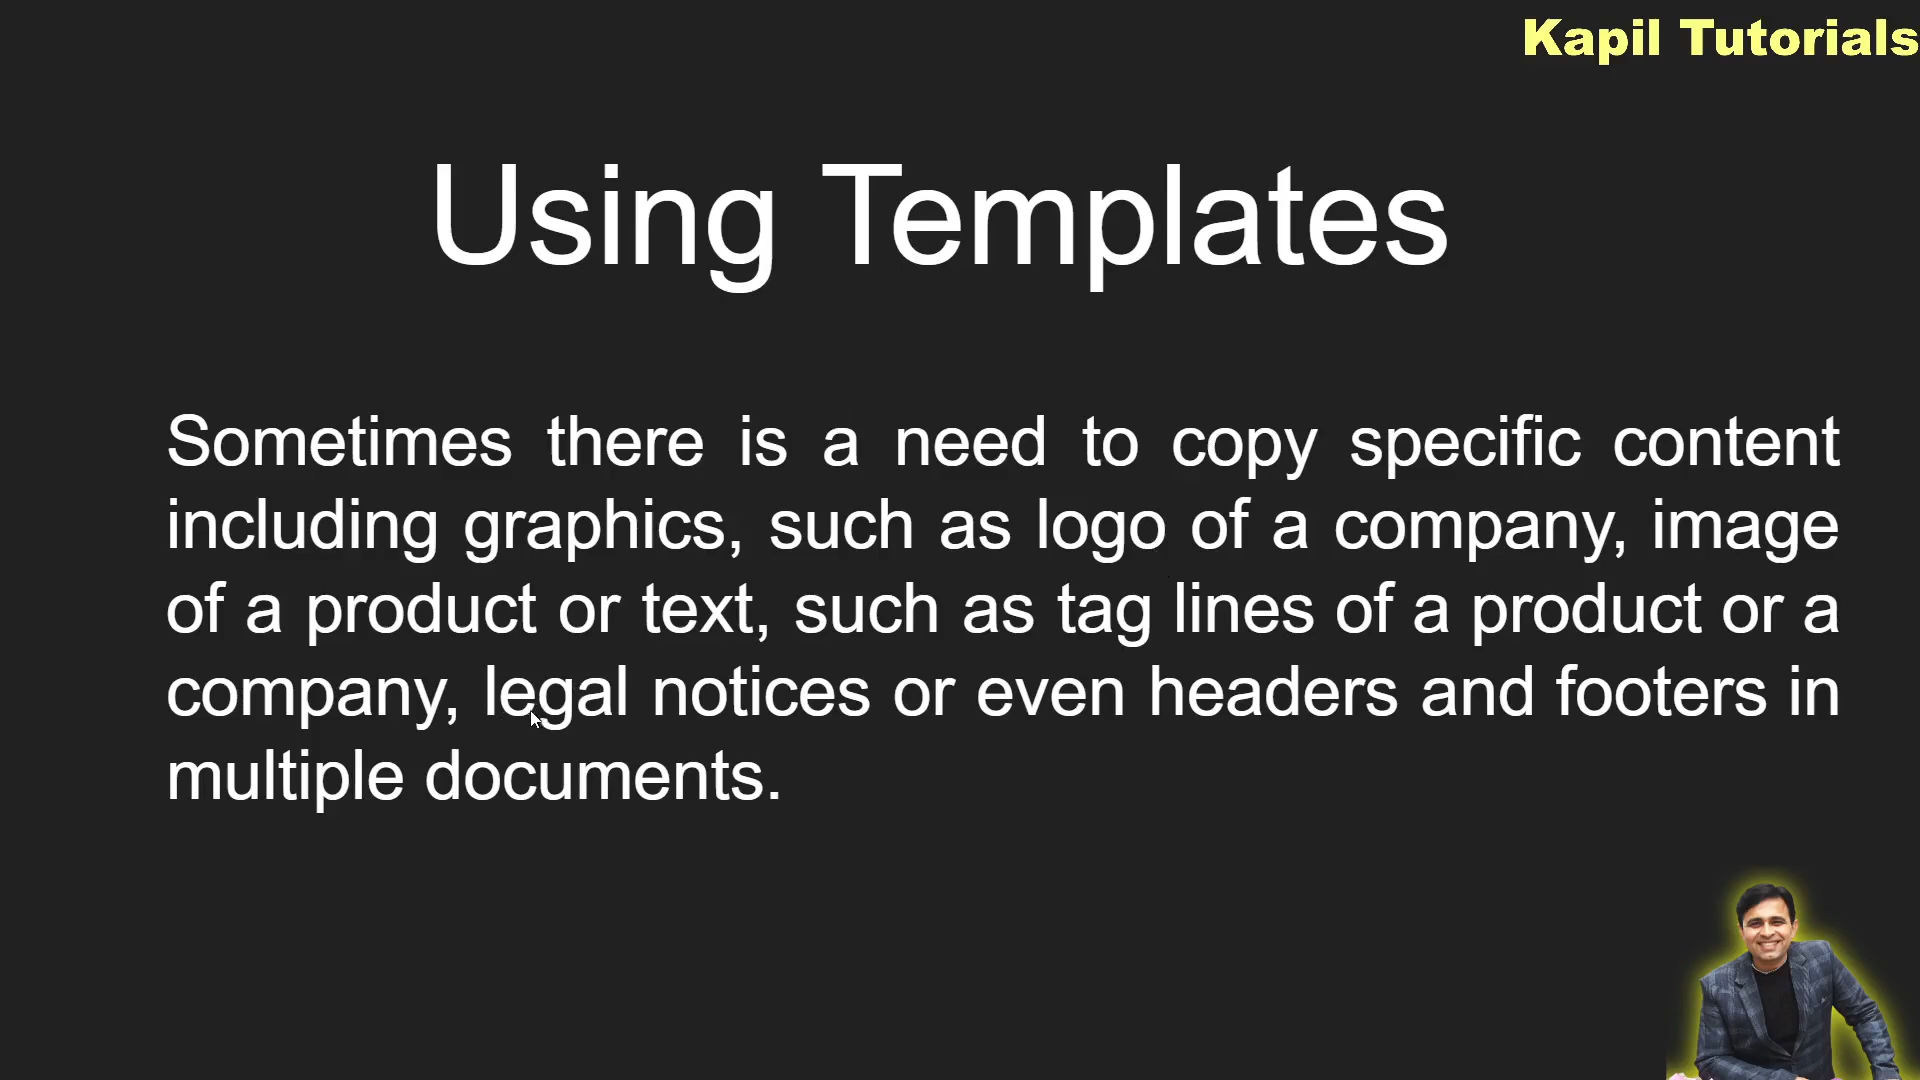 Kapil Tutorials
Using Templates
Sometimes there is a need to copy specific content
including graphics, such as logo of a company, image
of a product or text, such as tag lines of a product or a
company, legal notices or even headers and footers in
multiple documents.